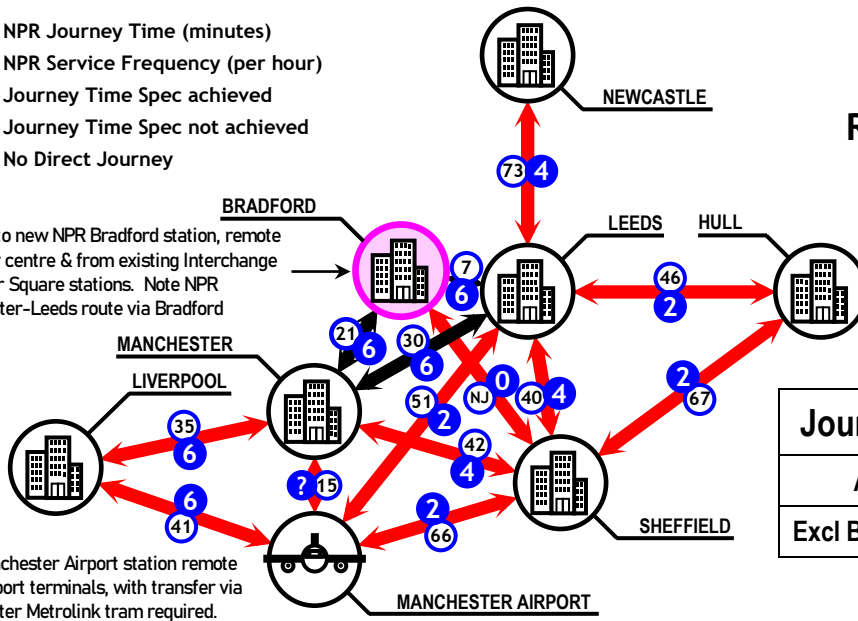 NPR Journey Time (minutes)
NPR Service Frequency (per hour)
Journey Time Spec achieved
Journey Time Spec not achieved
No Direct Journey
NEWCASTLE
R
73 4
BRADFORD
LEEDS
HULL
to new NPR Bradford station, remote
centre & from existing Interchange
Square stations. Note NPR
ter-Leeds route via Bradford
7
6
46
2
MANCHESTER
21 6
30
6
LIVERPOOL
51
2
NJ 0
40 4
2
67
35
6
42
4
Jour
6
41
? 15
2
66
A
SHEFFIELD
Excl B
nchester Airport station remote
port terminals, with transfer via
ter Metrolink tram required.
MANCHESTER AIRPORT